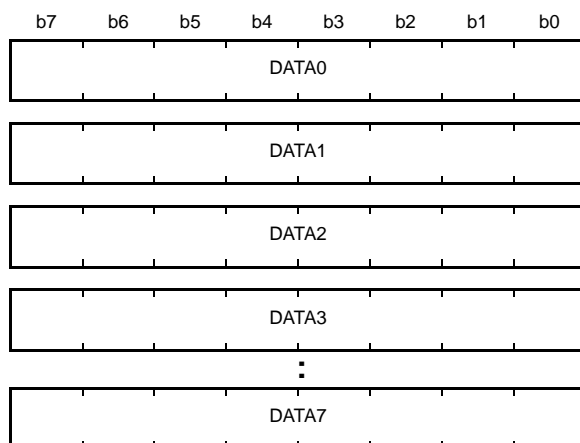 b7 b6 b5 b4 b3 b2 b1 b0
DATA0
DATA1
DATA2
DATA3
:
DATA7